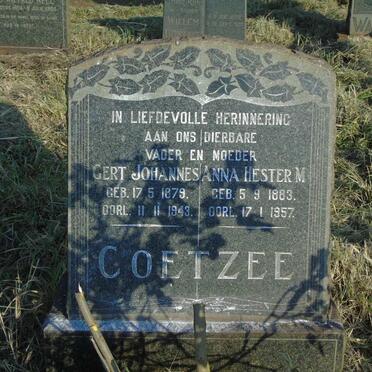 WILLEM
IN LIEFDEVOLLE HERINNERING
AAN ONS DIERBARE
VADER EN MOEDER
GERT JOHANNES ANNA HESTER M
GEB. 17·5·1879. GEB. 5·9·1883.
OORL. 11·11·1943. OORL. 17·1·1957.
COETZEE